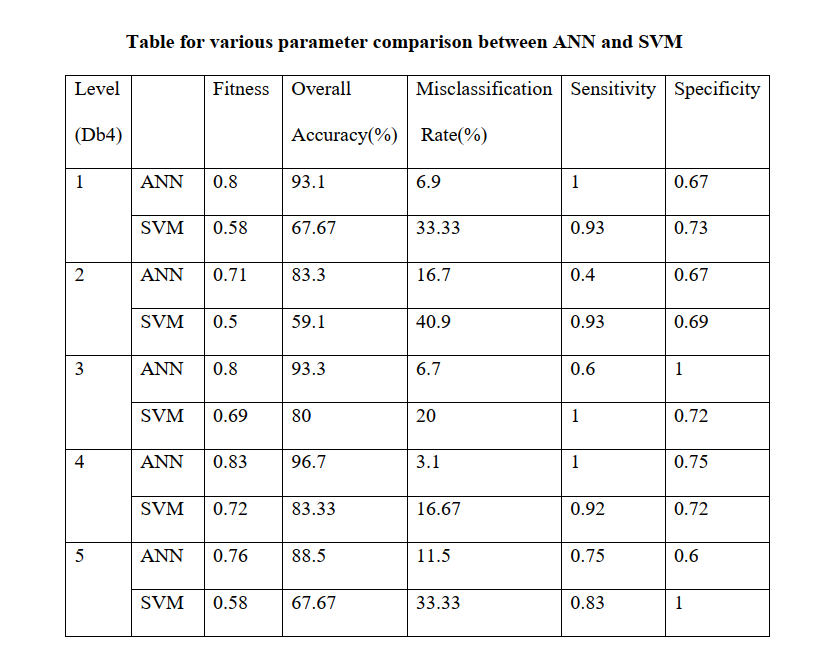 Table for various parameter comparison between ANN and SVM
Level Fitness Overall Misclassification Sensitivity Specificity
(Db4) Accuracy(%) Rate(%)
1 ANN 0.8 93.1 6.9 1 0.67
SVM 0.58 67.67 33.33 0.93 0.73
2 ANN 0.71 83.3 16.7 0.4 0.67
SVM 0.5 59.1 40.9 0.93 0.69
3 ANN 0.8 93.3 6.7 0.6 1
SVM 0.69 80 20 1 0.72
4 ANN 0.83 96.7 3.1 1 0.75
SVM 0.72 83.33 16.67 0.92 0.72
5 ANN 0.76 88.5 11.5 0.75 0.6
SVM 0.58 67.67 33.33 0.83 1